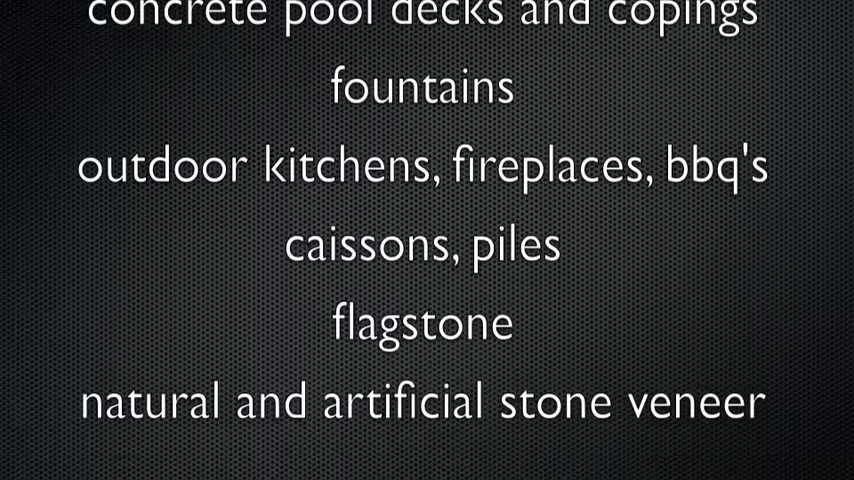 concrete pool decks and copings
fountains
outdoor kitchens, fireplaces, bbq's
caissons, piles
flagstone
natural and artificial stone veneer